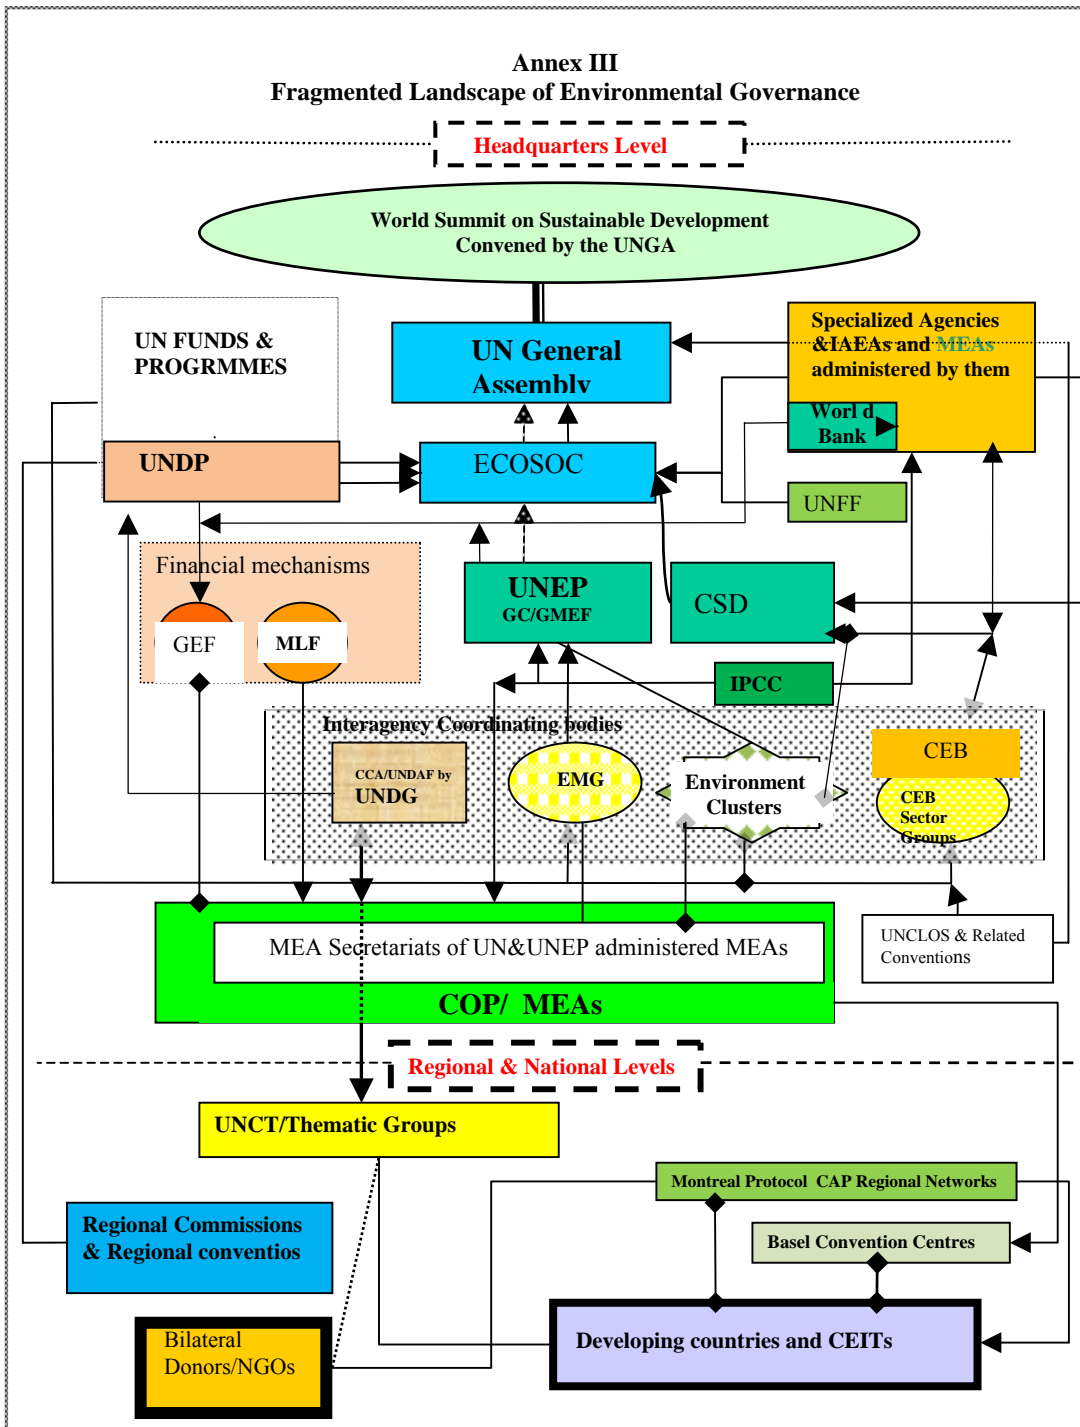 Annex III
Fragmented Landscape of Environmental Governance
Headquarters Level
World Summit on Sustainable Development
Convened by the UNGA
UN FUNDS &
PROGRMMES
UN General
Assembly
Specialized Agencies
&IAEAs and MEAs
administered by them
Worl d
Bank
UNDP
ECOSOC
UNFF
Financial mechanisms
GEF
MLF
UNEP
GC/GMEF
CSD
IPCC
Interagency Coordinating bodies
CCA/UNDAF by
UNDG
EMG
Environment
Clusters
CEB
CEB
Sector
Groups
MEA Secretariats of UN&UNEP administered MEAs
COP/ MEAs
UNCLOS & Related
Conventions
Regional & National Levels
UNCT/Thematic Groups
Montreal Protocol CAP Regional Networks
Regional Commissions
& Regional conventios
Basel Convention Centres
Bilateral
Donors/NGOs
Developing countries and CEITs